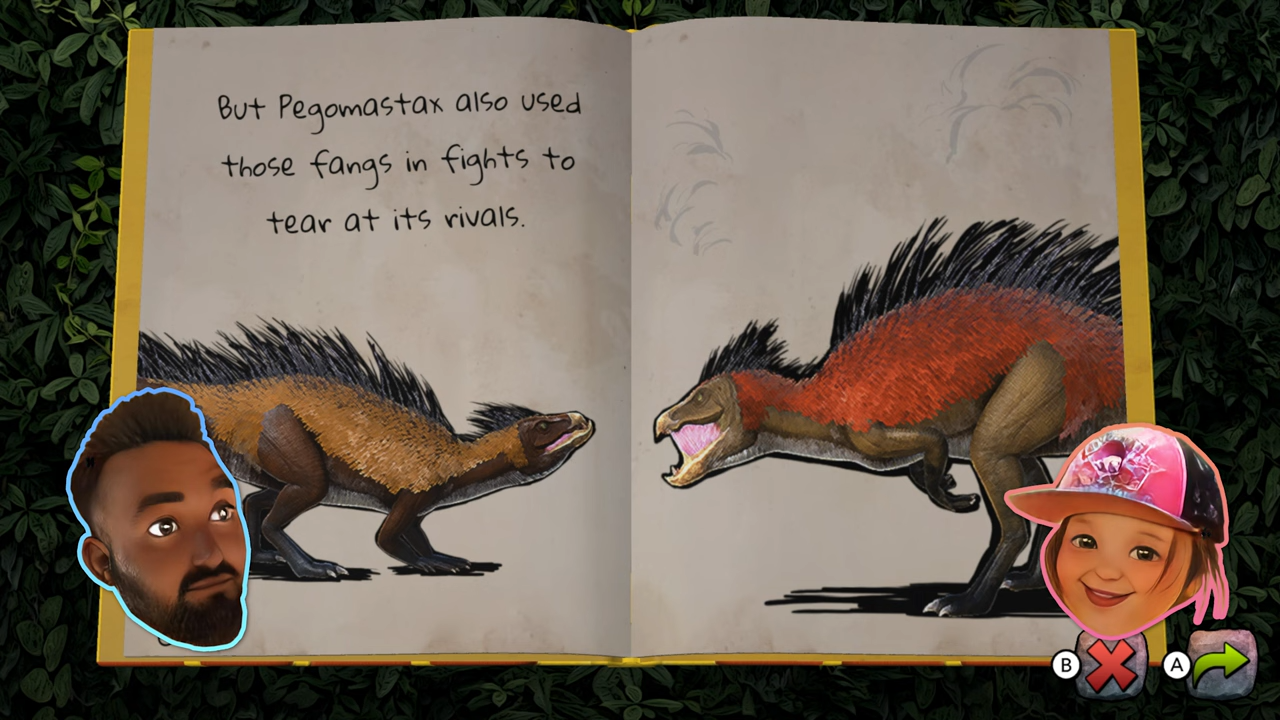 But Pegomastax also used
those fangs in fights to
tear at its rivals.
B
A